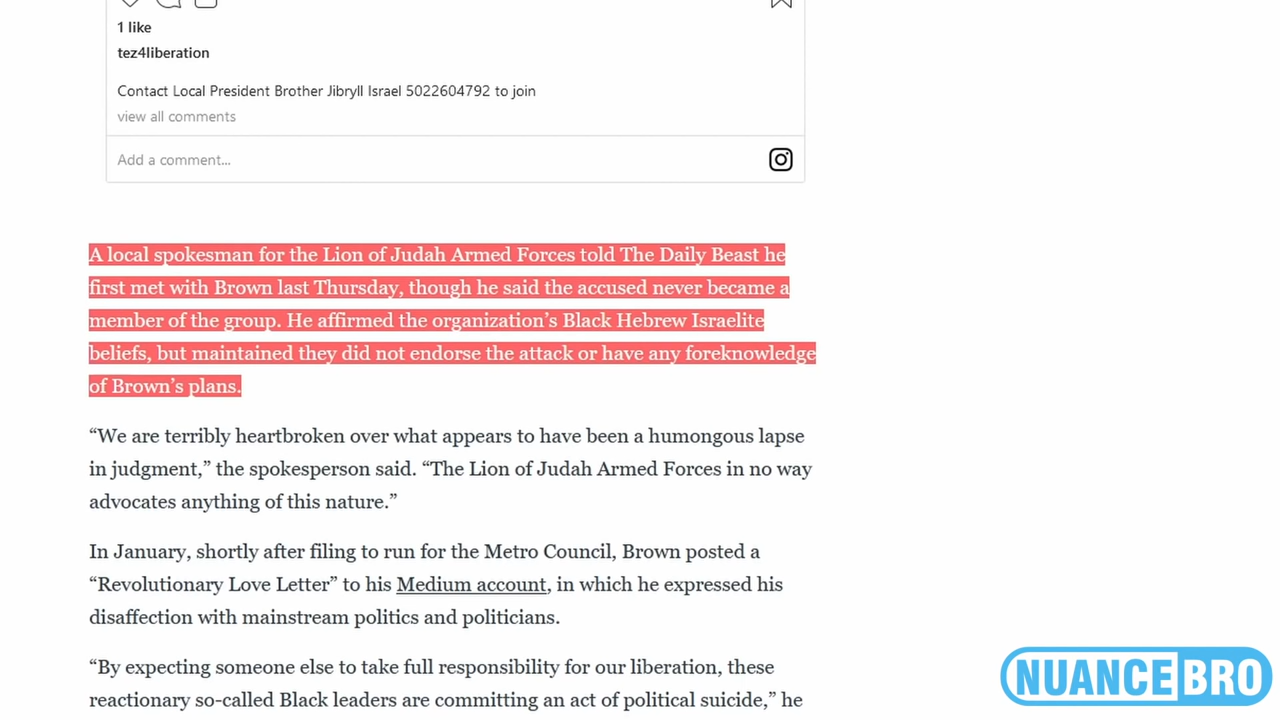 1 like
tez4liberation
Contact Local President Brother Jibryll Israel 5022604792 to join
view all comments
Add a comment...
A local spokesman for the Lion of Judah Armed Forces told The Daily Beast he
first met with Brown last Thursday, though he said the accused never became a
member of the group. He affirmed the organization’s Black Hebrew Israelite
beliefs, but maintained they did not endorse the attack or have any foreknowledge
of Brown’s plans.
“We are terribly heartbroken over what appears to have been a humongous lapse
in judgment,” the spokesperson said. “The Lion of Judah Armed Forces in no way
advocates anything of this nature.”
In January, shortly after filing to run for the Metro Council, Brown posted a
“Revolutionary Love Letter” to his Medium account, in which he expressed his
disaffection with mainstream politics and politicians.
“By expecting someone else to take full responsibility for our liberation, these
reactionary so-called Black leaders are committing an act of political suicide,” he
NUANCEBRO